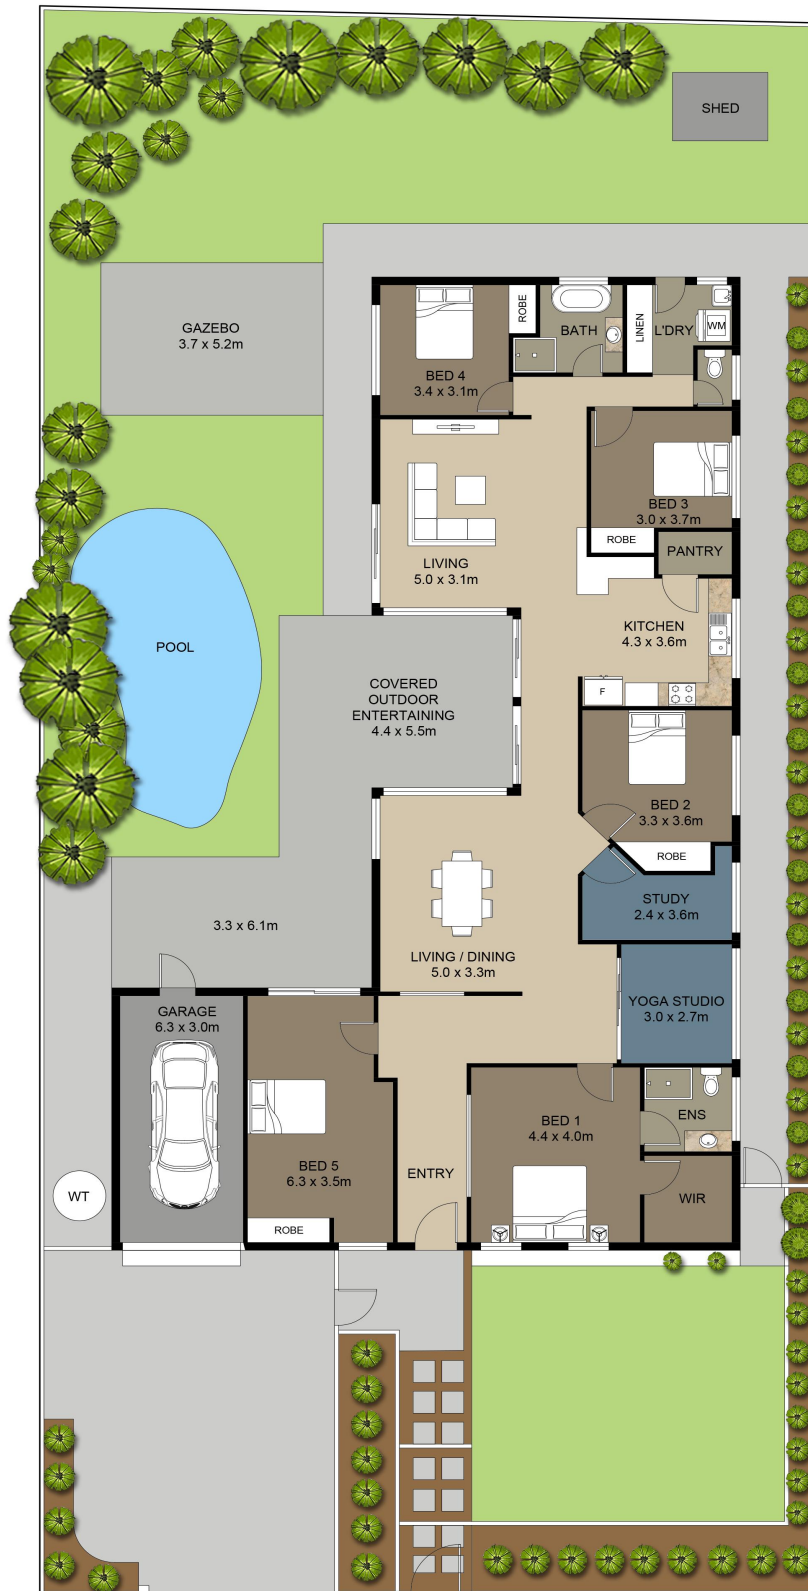 SHED
GAZEBO
3.7 x 5.2m
ROBE
BATH
LINEN
L'DRY
WM
BED 4
3.4 x 3.1m
BED 3
3.0 x 3.7m
ROBE
PANTRY
LIVING
5.0 x 3.1m
KITCHEN
4.3 x 3.6m
POOL
F
COVERED
OUTDOOR
ENTERTAINING
4.4 x 5.5m
BED 2
3.3 x 3.6m
ROBE
STUDY
2.4 x 3.6m
3.3 x 6.1m
LIVING / DINING
5.0 x 3.3m
YOGA STUDIO
3.0 x 2.7m
GARAGE
6.3 x 3.0m
ENS
BED 1
4.4 x 4.0m
BED 5
6.3 x 3.5m
ENTRY
WT
WIR
ROBE